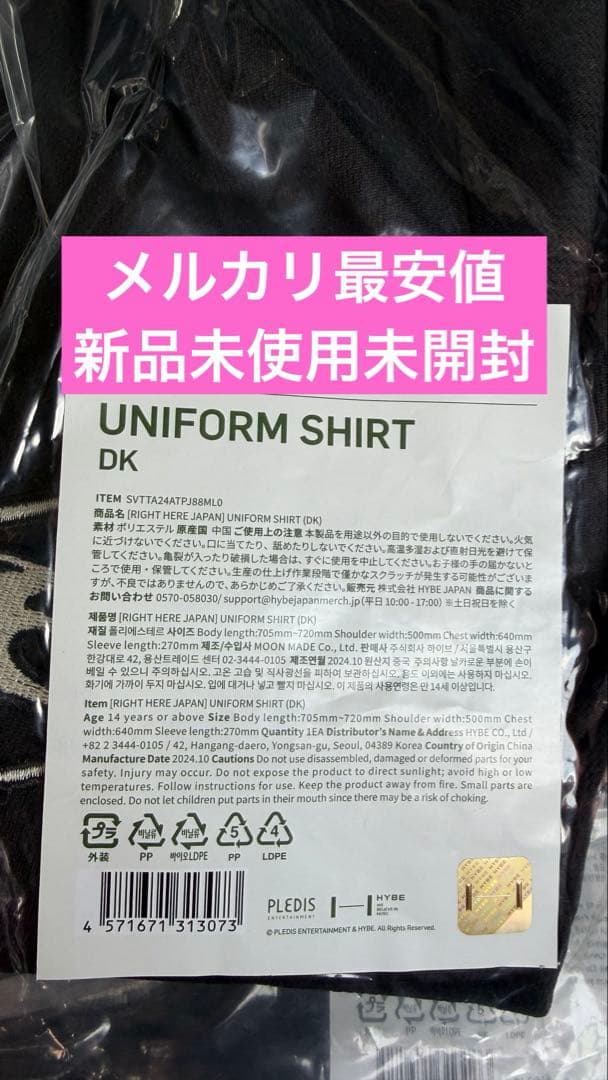 メルカリ最安値
新品未使用未開封
UNIFORM SHIRT
DK
ITEM SVTTA24ATPJ88ML0
商品名 [RIGHT HERE JAPAN] UNIFORM SHIRT (DK)
素材 ポリエステル 原産国 中国 ご使用上の注意 本製品を用途以外の目的で使用しないでください。火気
に近づけないでください。口に当てたり、舐めたりしないでください。高温多湿および直射日光を避けて保
管してください。亀裂が入ったり破損した場合は、すぐに使用を中止してください。お子様の手の届かないと
ころで使用・保管してください。生産の仕上げ作業段階で僅かなスクラッチが発生する可能性がございま
すが、不良ではありませんので、あらかじめご了承ください。販売元 株式会社 HYBE JAPAN 商品に関する
お問い合わせ 0570-058030/ support@hybejapanmerch.jp (平日 10:00 - 17:00) ※土日祝日を除く
제품명 [RIGHT HERE JAPAN] UNIFORM SHIRT (DK)
재질 폴리에스테르 사이즈 Body length:705mm~720mm Shoulder width:500mm Chest width:640mm
Sleeve length:270mm 제조/수입사 MOON MADE Co., Ltd. 판매사 주식회사 하이브 / 서울특별시 용산구
한강대로 42, 용산트레이드 센터 02-3444-0105 제조연월 2024.10 원산지 중국 주의사항 날카로운 부분에 손이
베일 수 있으니 주의하십시오. 고온 고습 및 직사광선을 피하여 보관하십시오. 용도 이외에는 사용하지 마십시오.
화기에 가까이 두지 마십시오. 입에 대거나 넣고 빨지 마십시오. 이 제품의 사용연령은 만 14세 이상입니다.
Item [RIGHT HERE JAPAN] UNIFORM SHIRT (DK)
Age 14 years or above Size Body length:705mm~720mm Shoulder width:500mm Chest
width:640mm Sleeve length:270mm Quantity 1EA Distributor's Name & Address HYBE CO., Ltd /
+82 2 3444-0105 / 42, Hangang-daero, Yongsan-gu, Seoul, 04389 Korea Country of Origin China
Manufacture Date 2024.10 Cautions Do not use disassembled, damaged or deformed parts for your
safety. Injury may occur. Do not expose the product to direct sunlight; avoid high or low
temperatures. Follow instructions for use. Keep the product away from fire. Small parts are
enclosed. Do not let children put parts in their mouth since there may be a risk of choking.
プラ 비닐류 비닐류 5 4
外装 PP 바이오LDPE PP LDPE
4 571671 313073
PLEDIS
ENTERTAINMENT
HYBE
WE
BELIEVE IN
MUSIC
© PLEDIS ENTERTAINMENT & HYBE. All Rights Reserved.